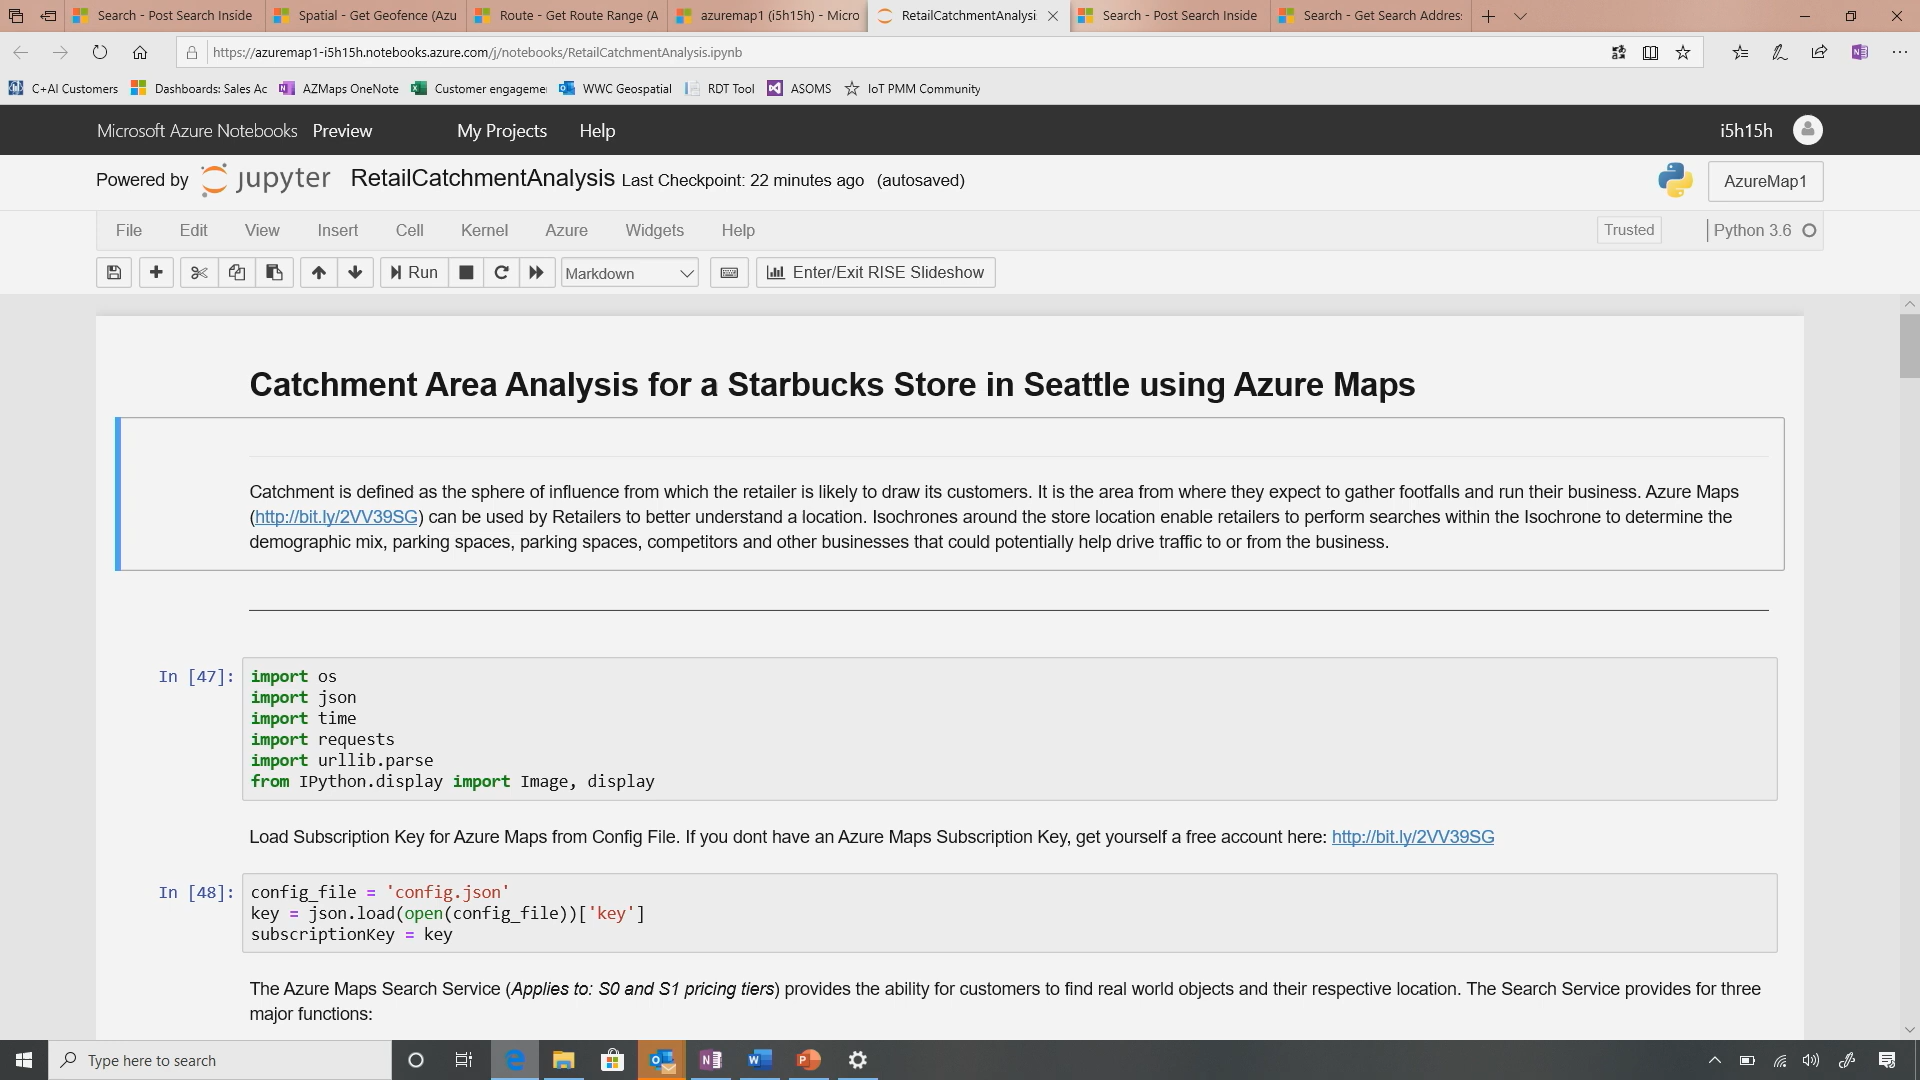 Search - Post Search Inside
Spatial - Get Geofence (Azu
Route - Get Route Range (A
azuremap1 (i5h15h) - Micro
RetailCatchmentAnalysi
Search - Post Search Inside
Search - Get Search Addres:
https://azuremap1-i5h15h.notebooks.azure.com/j/notebooks/RetailCatchmentAnalysis.ipynb
C+AI Customers
Dashboards: Sales Ac
AZMaps OneNote
Customer engageme
WWC Geospatial
RDT Tool
ASOMS
IoT PMM Community
Microsoft Azure Notebooks Preview My Projects Help i5h15h
Powered by jupyter RetailCatchmentAnalysis Last Checkpoint: 22 minutes ago (autosaved) AzureMap1
File Edit View Insert Cell Kernel Azure Widgets Help Trusted Python 3.6
Run Markdown Enter/Exit RISE Slideshow
Catchment Area Analysis for a Starbucks Store in Seattle using Azure Maps
Catchment is defined as the sphere of influence from which the retailer is likely to draw its customers. It is the area from where they expect to gather footfalls and run their business. Azure Maps
(http://bit.ly/2VV39SG) can be used by Retailers to better understand a location. Isochrones around the store location enable retailers to perform searches within the Isochrone to determine the
demographic mix, parking spaces, parking spaces, competitors and other businesses that could potentially help drive traffic to or from the business.
In [47]: import os
import json
import time
import requests
import urllib.parse
from IPython.display import Image, display
Load Subscription Key for Azure Maps from Config File. If you dont have an Azure Maps Subscription Key, get yourself a free account here: http://bit.ly/2VV39SG
In [48]: config_file = 'config.json'
key = json.load(open(config_file))['key']
subscriptionKey = key
The Azure Maps Search Service (Applies to: S0 and S1 pricing tiers) provides the ability for customers to find real world objects and their respective location. The Search Service provides for three
major functions:
Type here to search